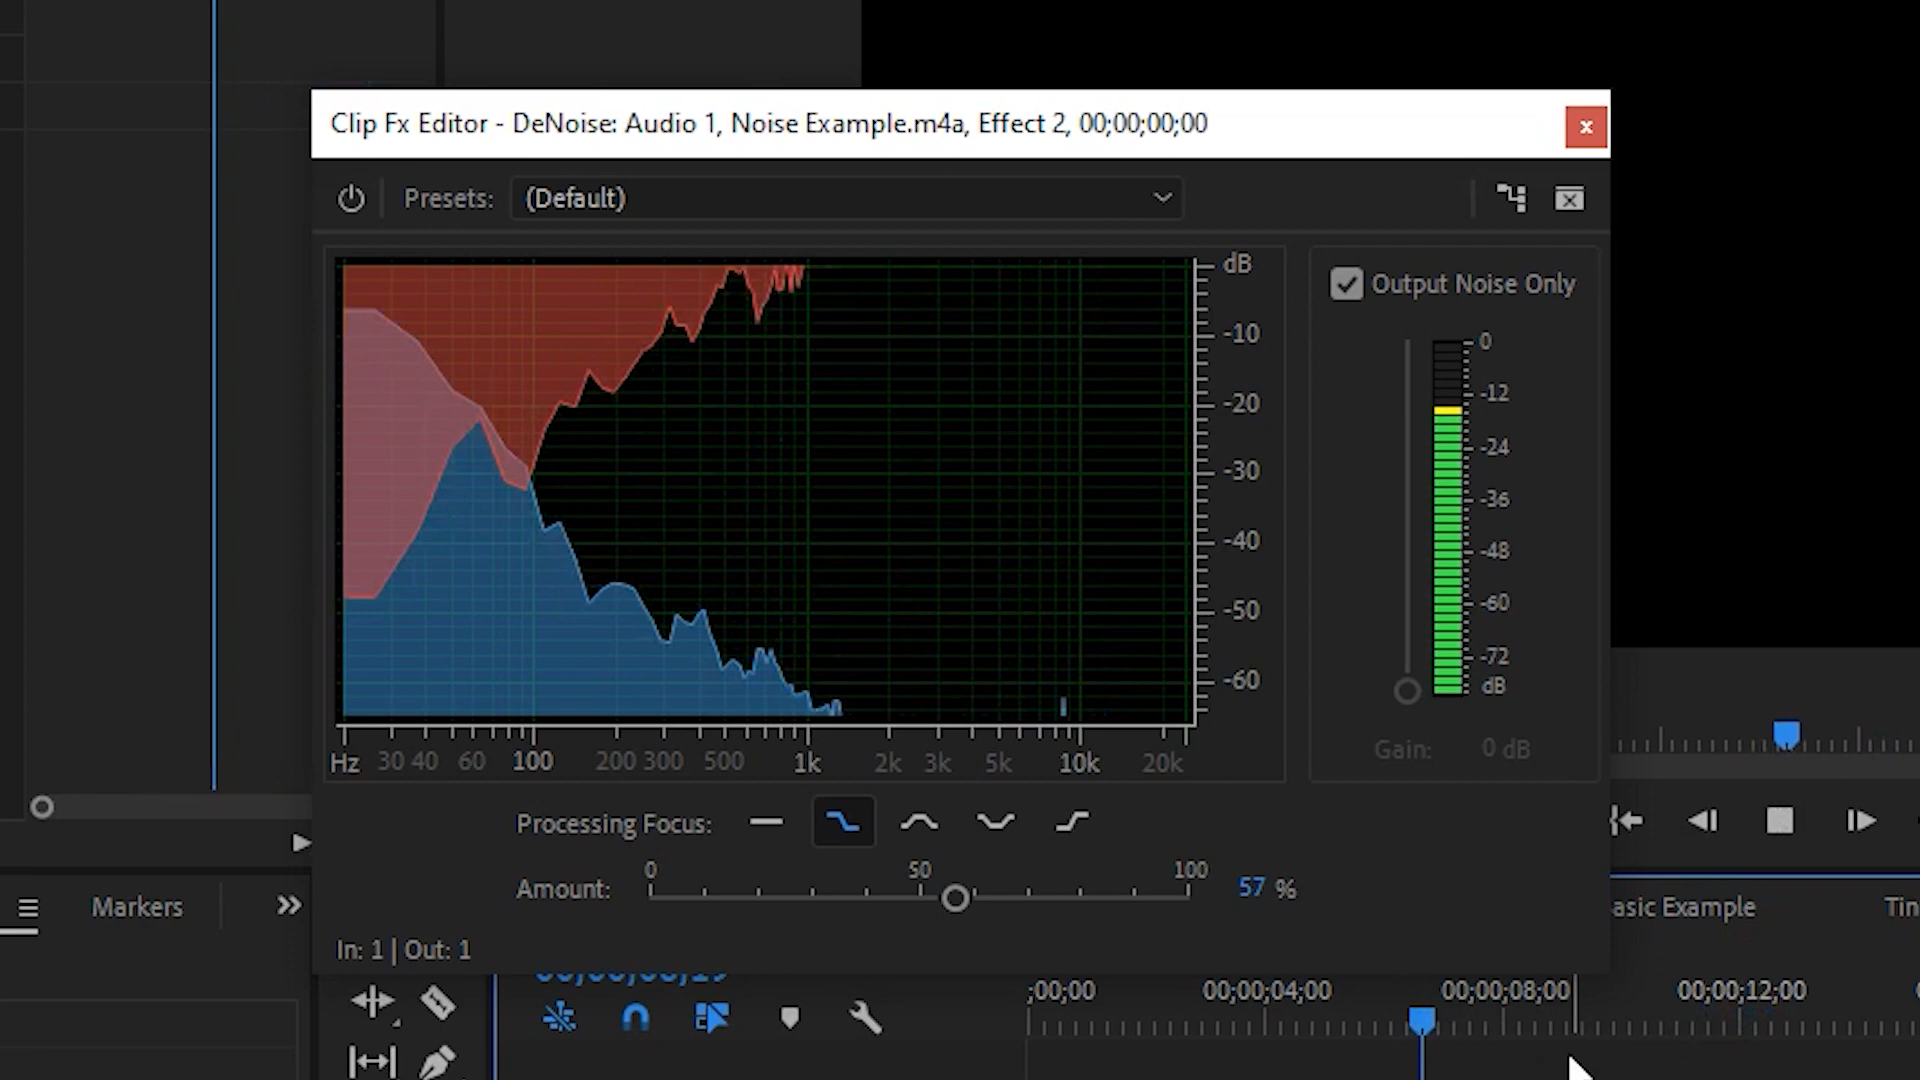 Clip Fx Editor - DeNoise: Audio 1, Noise Example.m4a, Effect 2, 00;00;00;00
x
Presets: (Default)
Output Noise Only
dB
-10
-20
-30
-40
-50
-60
0
-12
-24
-36
-48
-60
-72
dB
Hz 30 40 60 100 200 300 500 1k 2k 3k 5k 10k 20k
Gain: 0 dB
Processing Focus:
0 50 100
Amount: 57 %
In: 1 | Out: 1
Markers
asic Example
Tin
;00;00 00;00;04;00 00;00;08;00 00;00;12;00